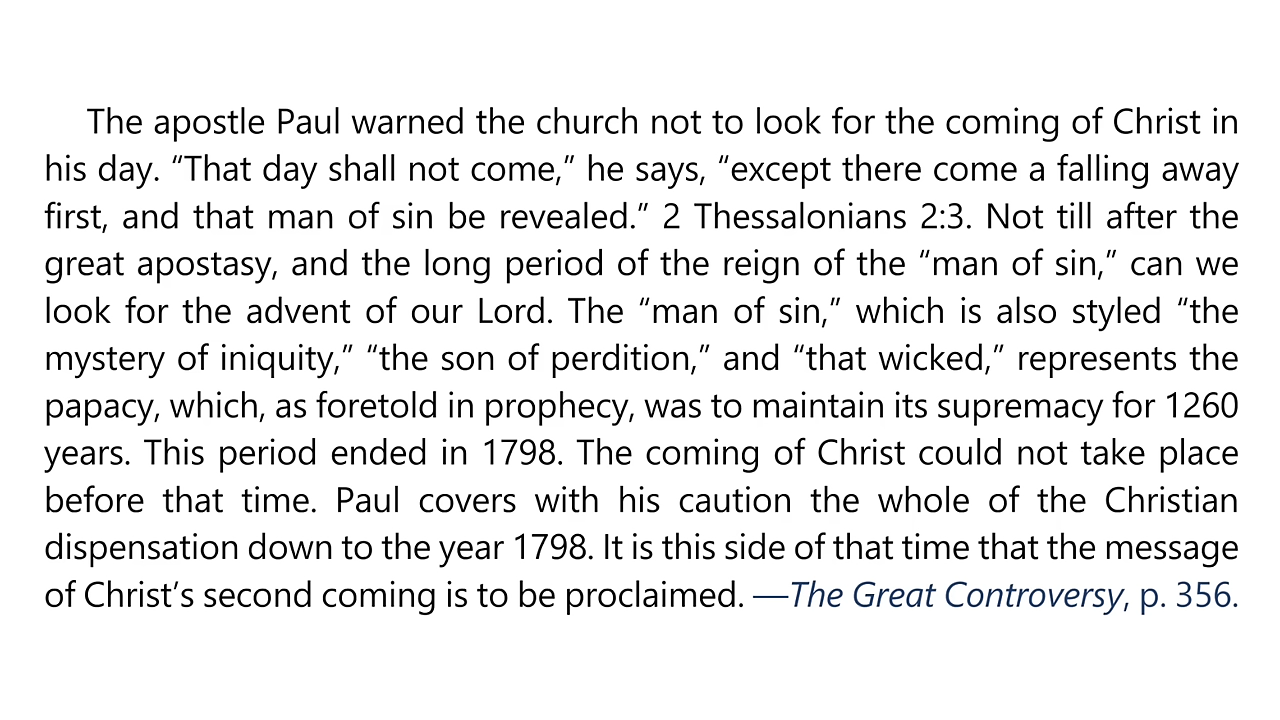 The apostle Paul warned the church not to look for the coming of Christ in
his day. “That day shall not come,” he says, “except there come a falling away
first, and that man of sin be revealed.” 2 Thessalonians 2:3. Not till after the
great apostasy, and the long period of the reign of the “man of sin,” can we
look for the advent of our Lord. The “man of sin,” which is also styled “the
mystery of iniquity,” “the son of perdition,” and “that wicked,” represents the
papacy, which, as foretold in prophecy, was to maintain its supremacy for 1260
years. This period ended in 1798. The coming of Christ could not take place
before that time. Paul covers with his caution the whole of the Christian
dispensation down to the year 1798. It is this side of that time that the message
of Christ’s second coming is to be proclaimed. —The Great Controversy, p. 356.